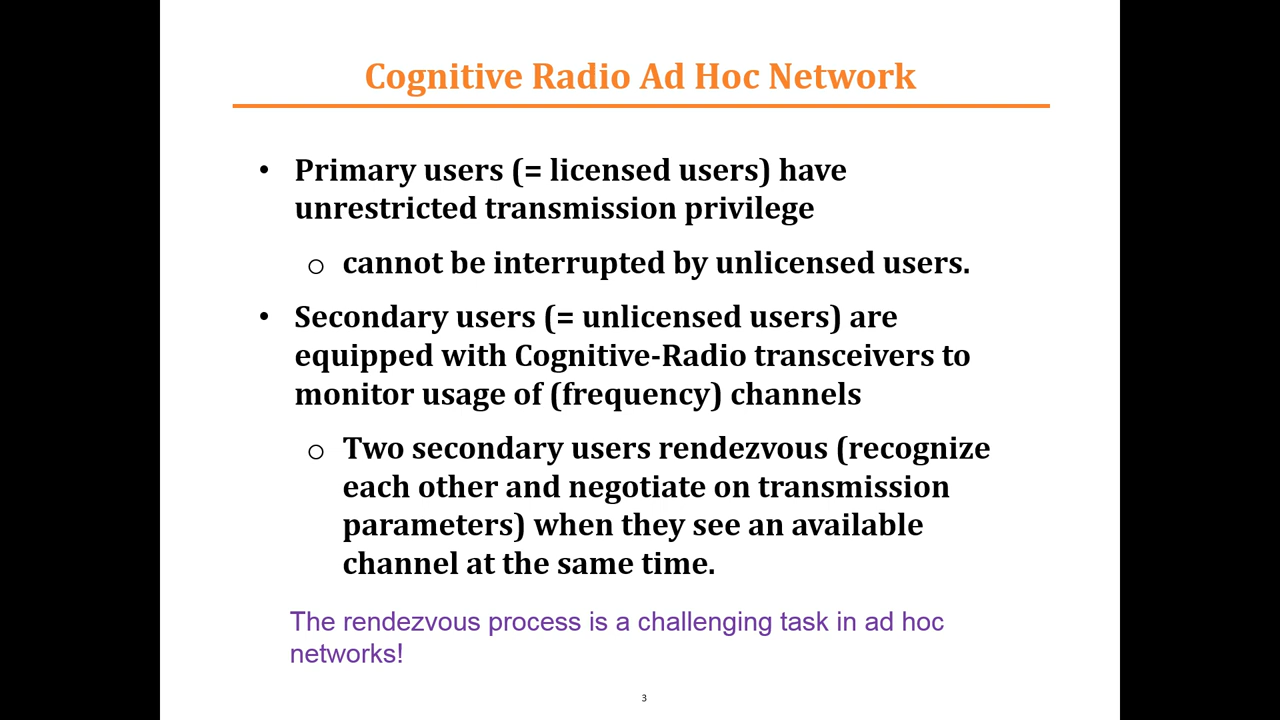 Cognitive Radio Ad Hoc Network
• Primary users (= licensed users) have
unrestricted transmission privilege
o cannot be interrupted by unlicensed users.
• Secondary users (= unlicensed users) are
equipped with Cognitive-Radio transceivers to
monitor usage of (frequency) channels
o Two secondary users rendezvous (recognize
each other and negotiate on transmission
parameters) when they see an available
channel at the same time.
The rendezvous process is a challenging task in ad hoc
networks!
3